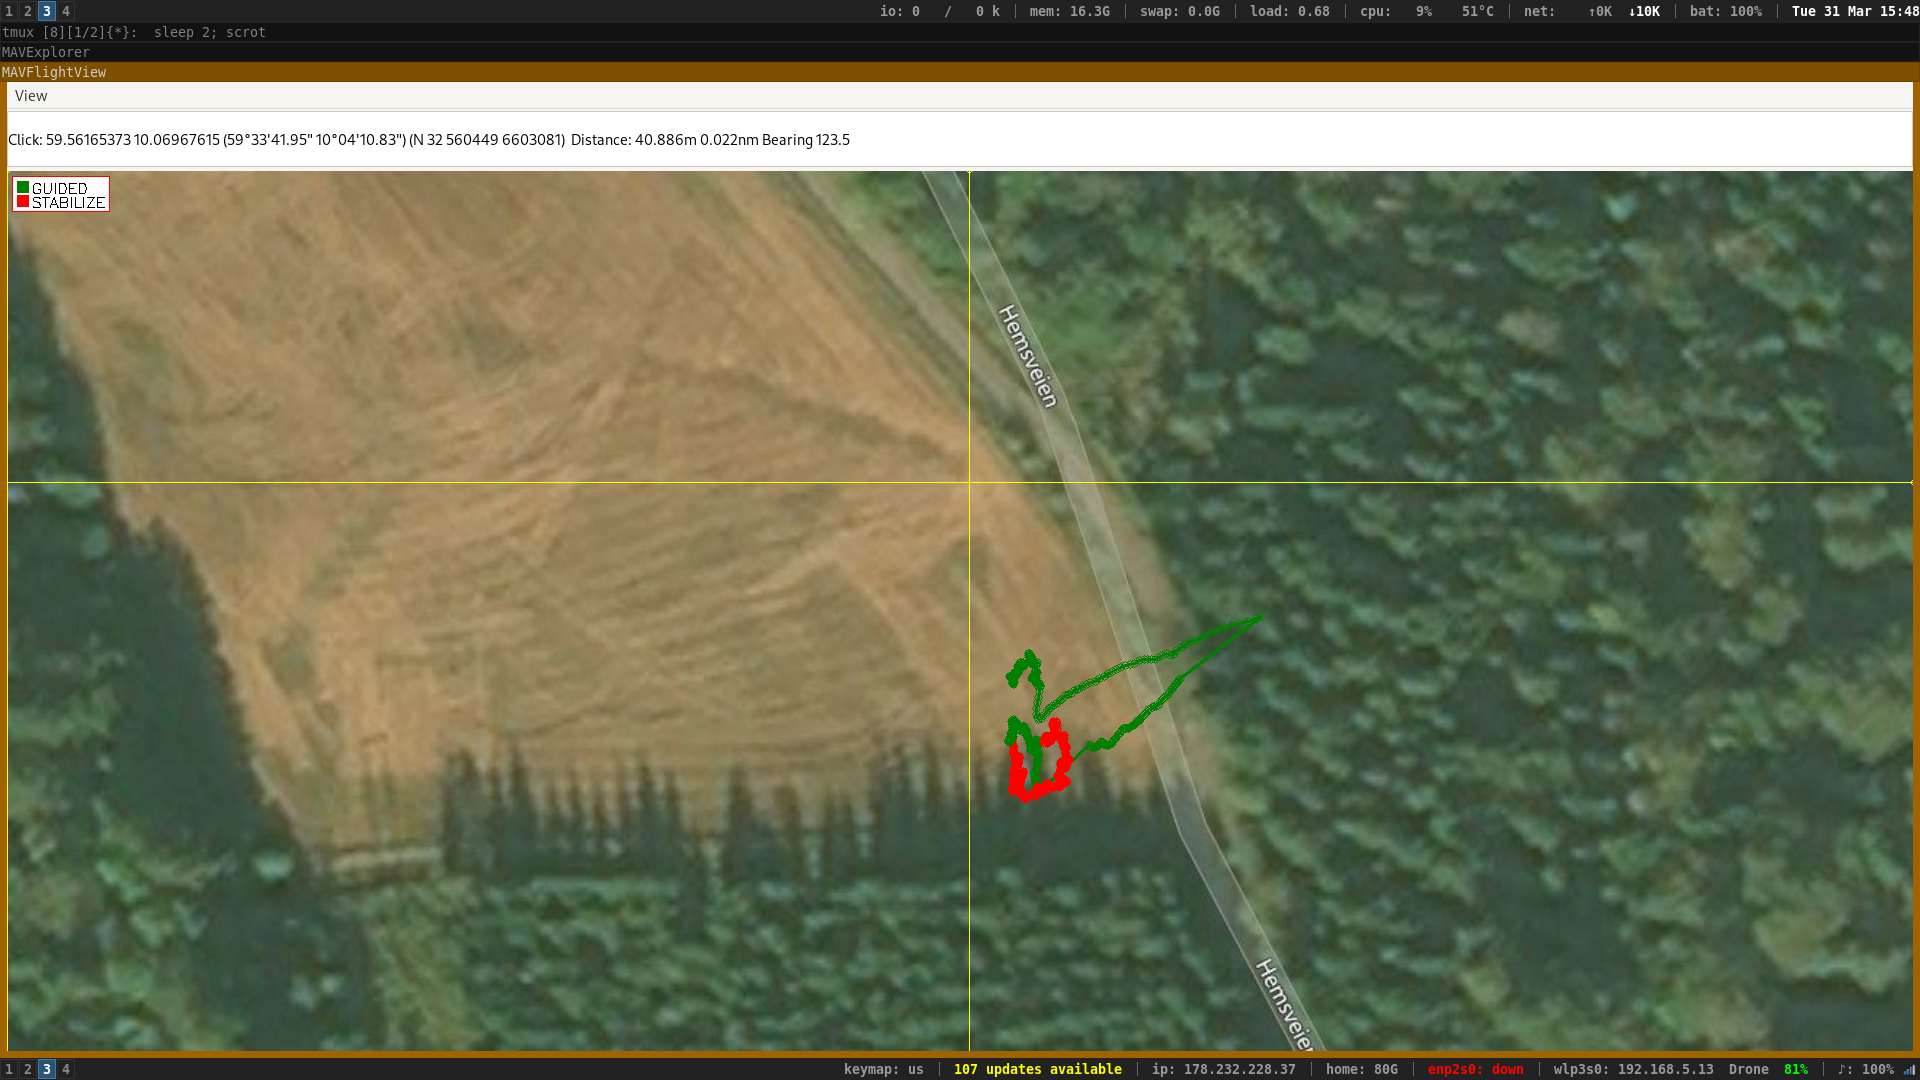 1 2 3 4 io: 0 / 0 k | mem: 16.3G | swap: 0.0G | load: 0.68 | cpu: 9% 51°C | net: ↑0K ↓10K | bat: 100% | Tue 31 Mar 15:48
tmux [8][1/2]{*}: sleep 2; scrot
MAVExplorer
MAVFlightView
View
Click: 59.56165373 10.06967615 (59°33'41.95" 10°04'10.83") (N 32 560449 6603081) Distance: 40.886m 0.022nm Bearing 123.5
GUIDED
STABILIZE
Hemsveien
Hemsveien
1 2 3 4 keymap: us | 107 updates available | ip: 178.232.228.37 | home: 80G | enp2s0: down | wlp3s0: 192.168.5.13 Drone 81% | ♪: 100%